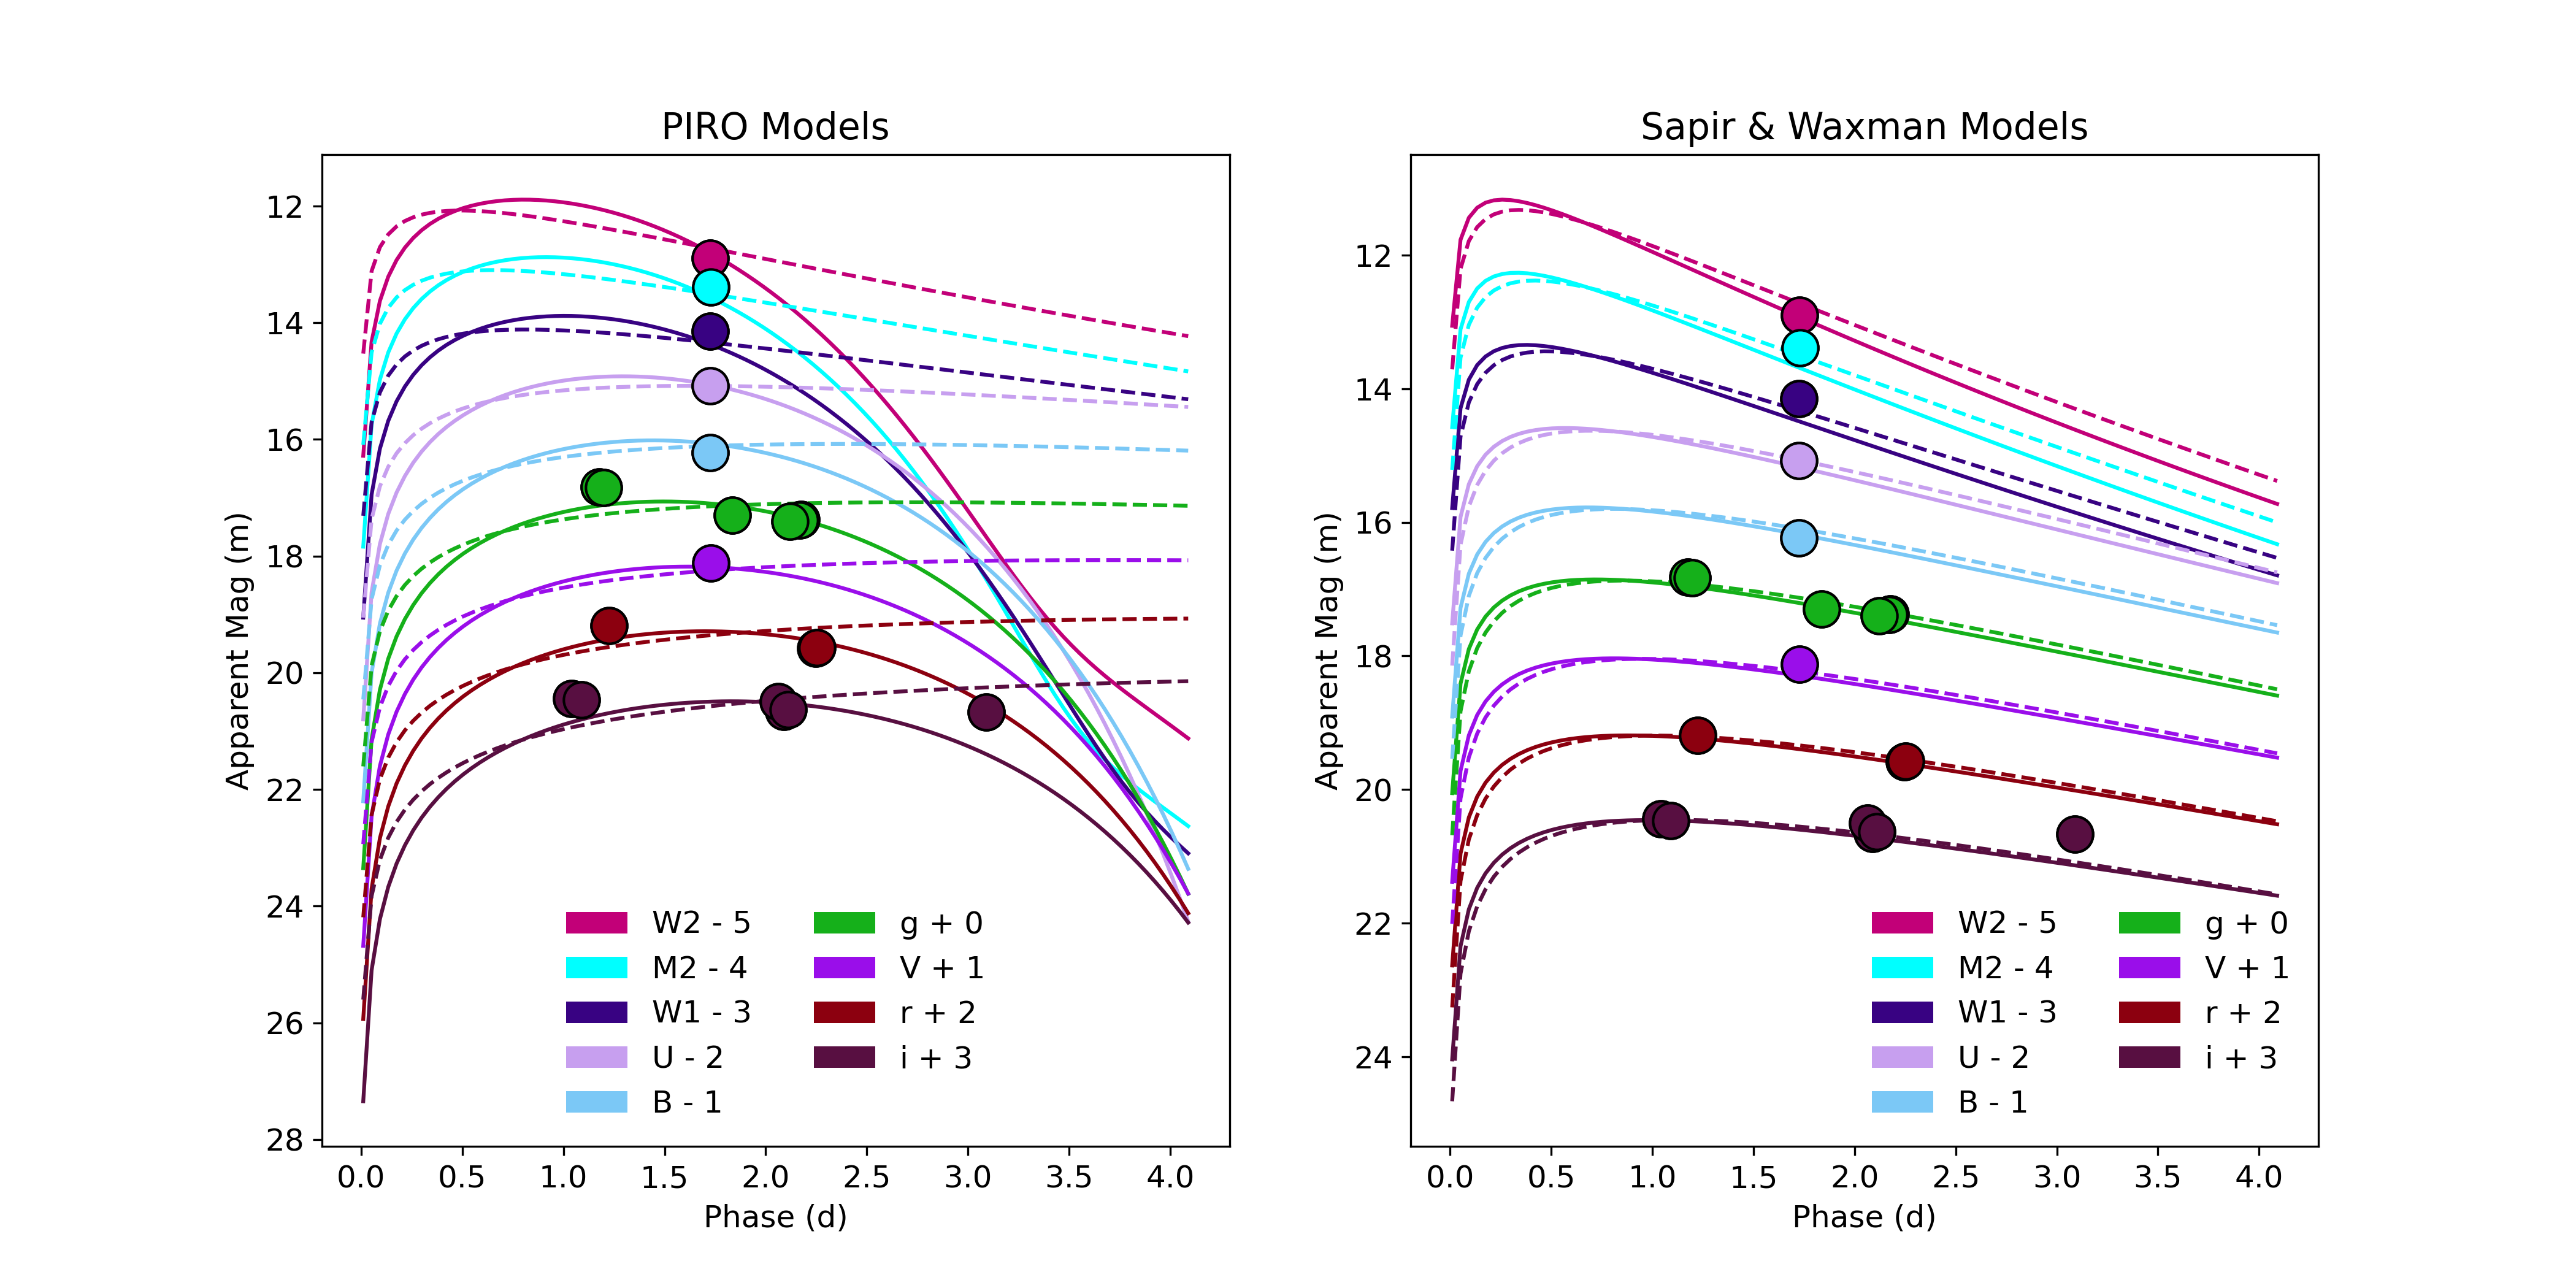 PIRO Models
Apparent Mag (m)
12
14
16
18
20
22
24
26
28
0.0 0.5 1.0 1.5 2.0 2.5 3.0 3.5 4.0
Phase (d)
W2 - 5
M2 - 4
W1 - 3
U - 2
B - 1
g + 0
V + 1
r + 2
i + 3
Sapir & Waxman Models
Apparent Mag (m)
12
14
16
18
20
22
24
0.0 0.5 1.0 1.5 2.0 2.5 3.0 3.5 4.0
Phase (d)
W2 - 5
M2 - 4
W1 - 3
U - 2
B - 1
g + 0
V + 1
r + 2
i + 3